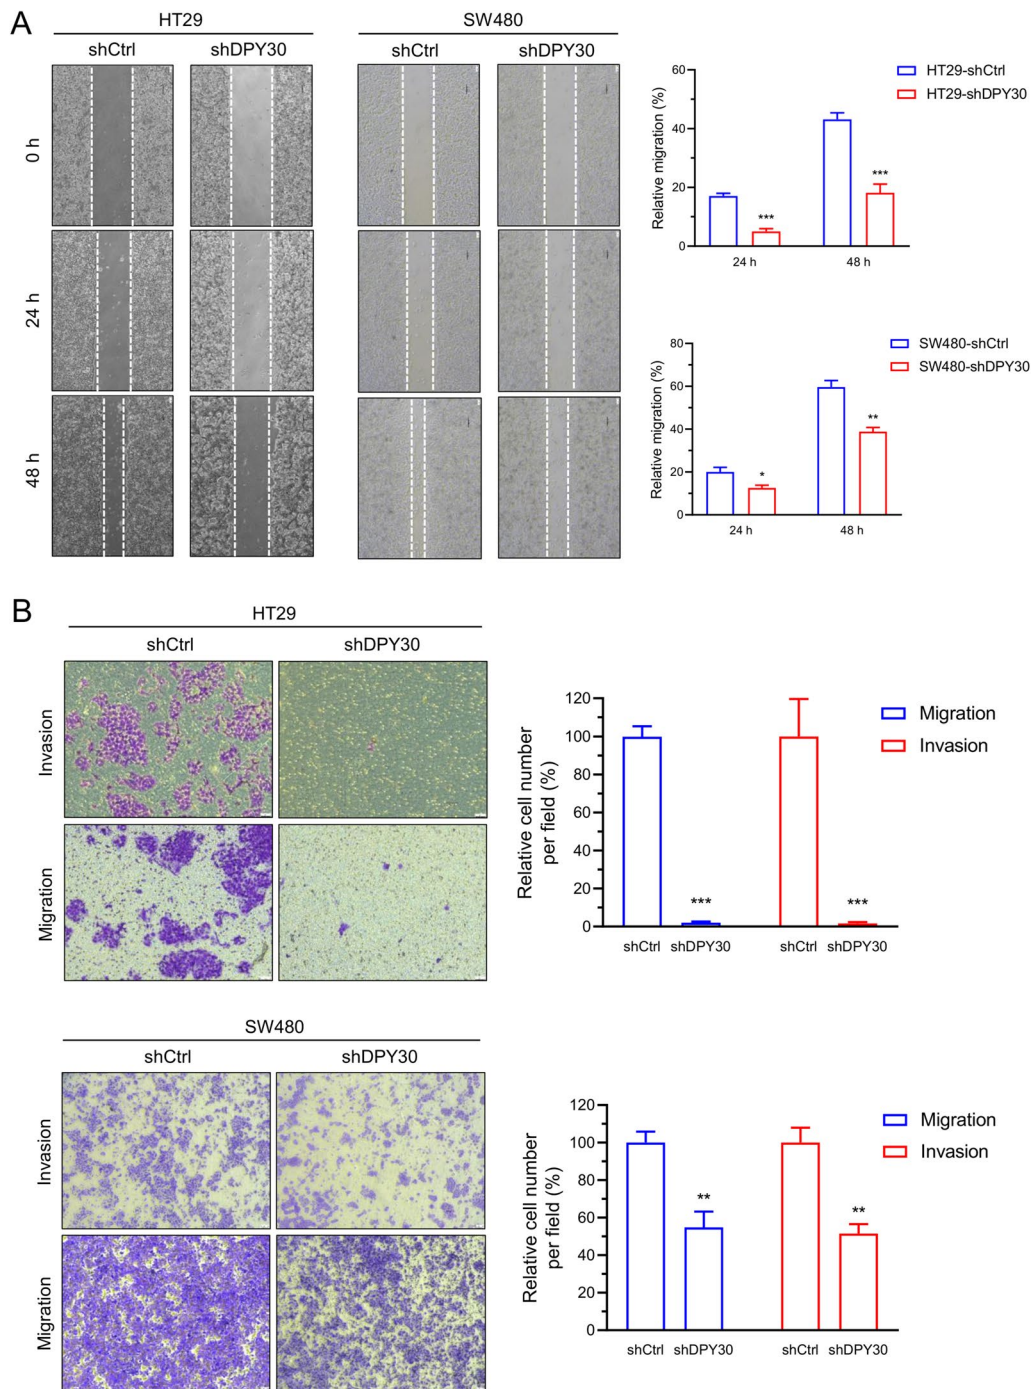 A
HT29
SW480
shCtrl
shDPY30
shCtrl
shDPY30
0 h
24 h
48 h
Relative migration (%)
60
40
20
0
24 h
48 h
HT29-shCtrl
HT29-shDPY30
***
***
Relative migration (%)
80
60
40
20
0
24 h
48 h
SW480-shCtrl
SW480-shDPY30
*
**
B
HT29
shCtrl
shDPY30
Invasion
Migration
Relative cell number
per field (%)
120
100
80
60
40
20
0
***
***
shCtrl
shDPY30
shCtrl
shDPY30
Migration
Invasion
SW480
shCtrl
shDPY30
Invasion
Migration
Relative cell number
per field (%)
120
100
80
60
40
20
0
**
**
shCtrl
shDPY30
shCtrl
shDPY30
Migration
Invasion